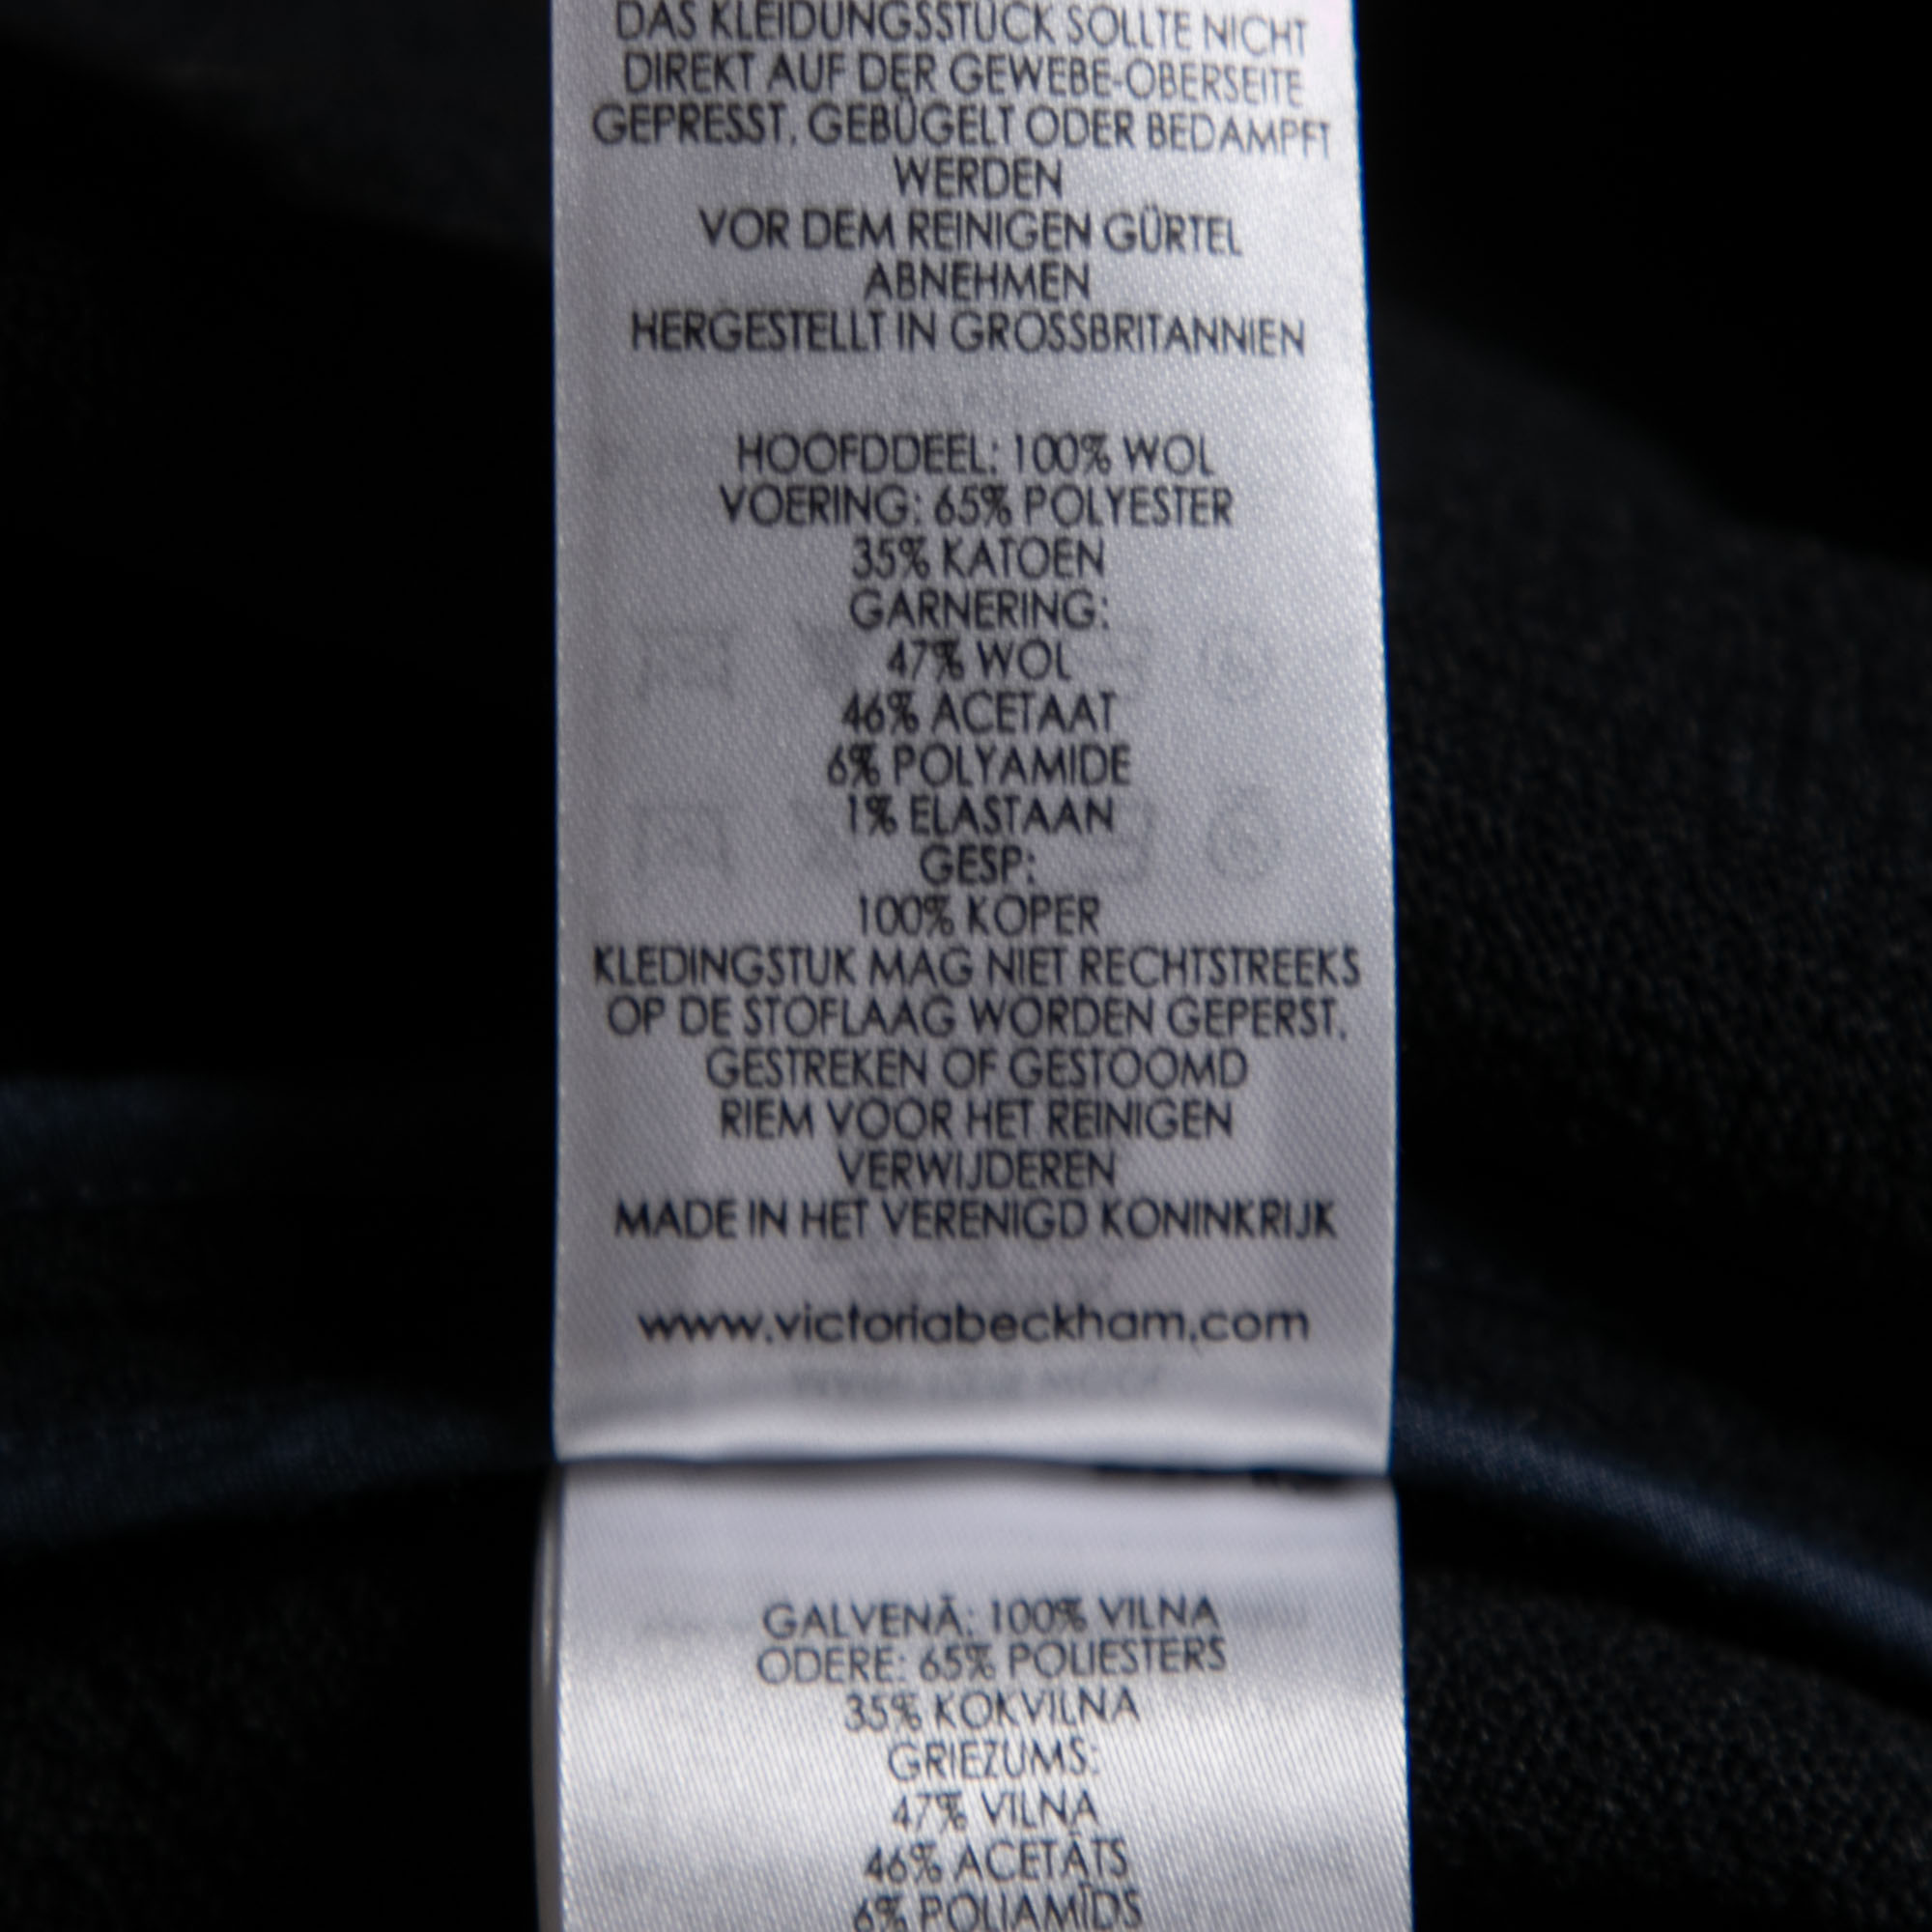 DAS KLEIDUNGSSTÜCK SOLLTE NICHT
DIREKT AUF DER GEWEBE-OBERSEITE
GEPRESST, GEBÜGELT ODER BEDAMPFT
WERDEN
VOR DEM REINIGEN GÜRTEL
ABNEHMEN
HERGESTELLT IN GROSSBRITANNIEN
HOOFDDEEL: 100% WOL
VOERING: 65% POLYESTER
35% KATOEN
GARNERING:
47% WOL
46% ACETAAT
6% POLYAMIDE
1% ELASTAAN
GESP:
100% KOPER
KLEDINGSTUK MAG NIET RECHTSTREEKS
OP DE STOFLAAG WORDEN GEPERST,
GESTREKEN OF GESTOOMD
RIEM VOOR HET REINIGEN
VERWIJDEREN
MADE IN HET VERENIGD KONINKRIJK
www.victoriabeckham.com
GALVENĀ: 100% VILNA
ODERE: 65% POLIESTERS
35% KOKVILNA
GRIEZUMS:
47% VILNA
46% ACETĀTS
6% POLIAMĪDS